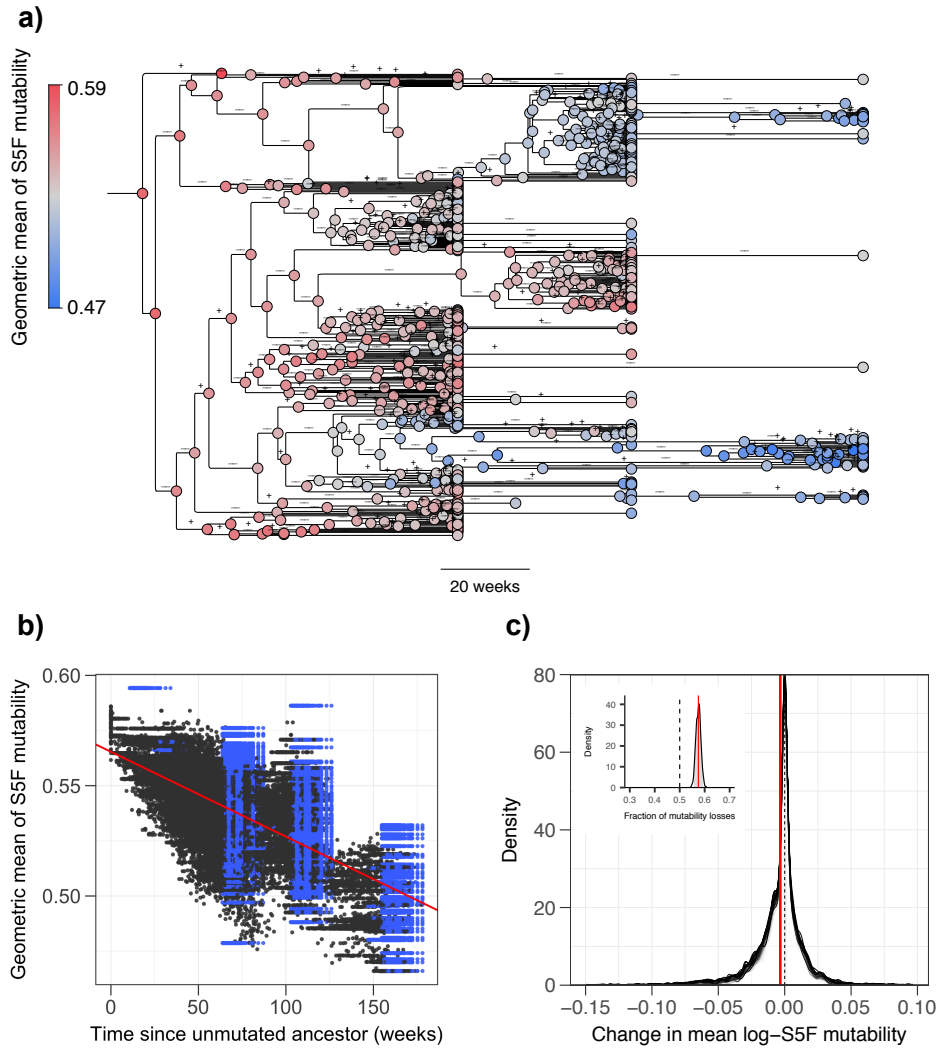 a)
Geometric mean of S5F mutability
0.59
0.47
20 weeks
b)
Geometric mean of S5F mutability
0.60
0.55
0.50
0 50 100 150
Time since unmutated ancestor (weeks)
c)
Density
80
60
40
20
0
−0.15 −0.10 −0.05 0.00 0.05 0.10
Change in mean log−S5F mutability
Density
40
30
20
10
0
0.3 0.4 0.5 0.6 0.7
Fraction of mutability losses